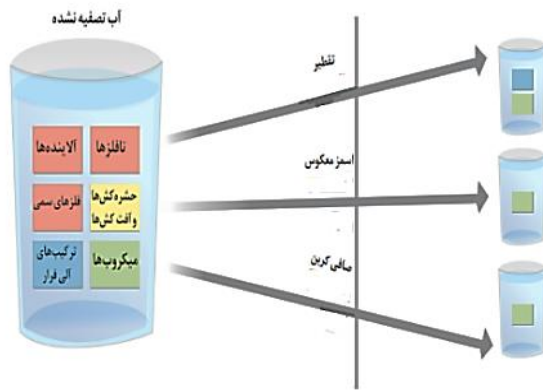 آب تصفیه نشده
نافلزها
آلاینده‌ها
حشره‌کش‌ها
وآفت‌کش‌ها
فلزهای سمی
میکروب‌ها
ترکیب‌های
آلی فرار
تقطیر
اسمز معکوس
صافی کربن